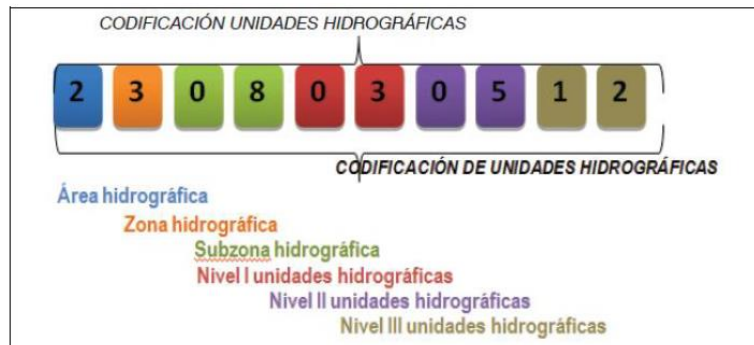 CODIFICACIÓN UNIDADES HIDROGRÁFICAS
2 3 0 8 0 3 0 5 1 2
CODIFICACIÓN DE UNIDADES HIDROGRÁFICAS
Área hidrográfica
Zona hidrográfica
Subzona hidrográfica
Nivel I unidades hidrográficas
Nivel II unidades hidrográficas
Nivel III unidades hidrográficas